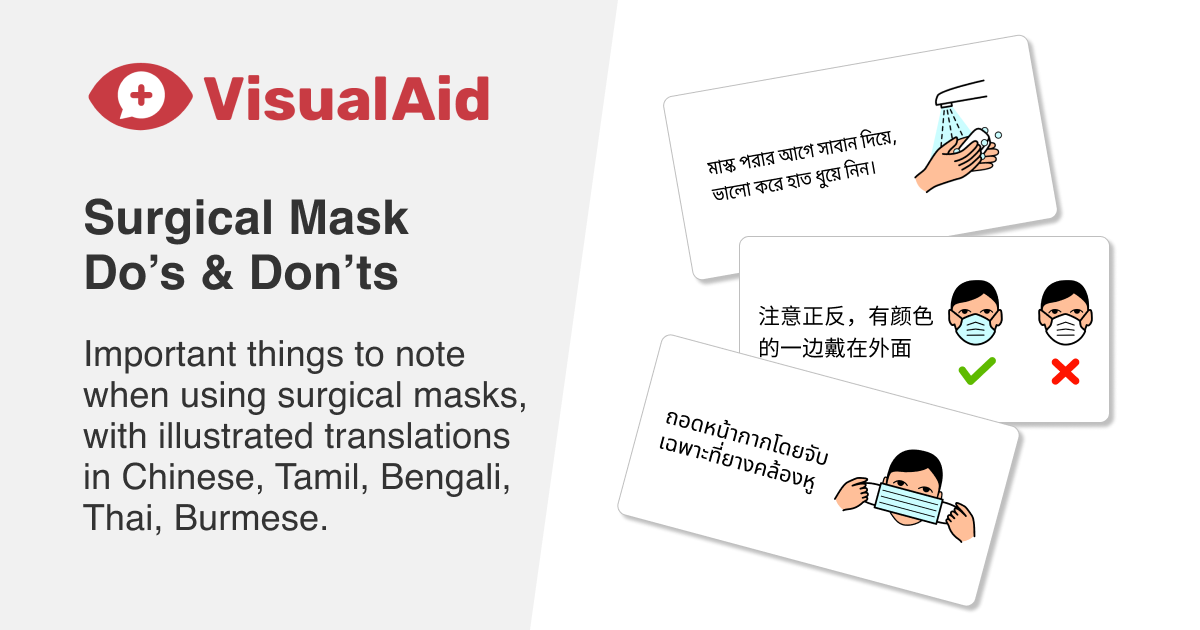 VisualAid
Surgical Mask
Do’s & Don’ts
Important things to note
when using surgical masks,
with illustrated translations
in Chinese, Tamil, Bengali,
Thai, Burmese.
মাস্ক পরার আগে সাবান দিয়ে,
ভালো করে হাত ধুয়ে নিন।
注意正反，有颜色
的一边戴在外面
ถอดหน้ากากโดยจับ
เฉพาะที่ยางคล้องหู